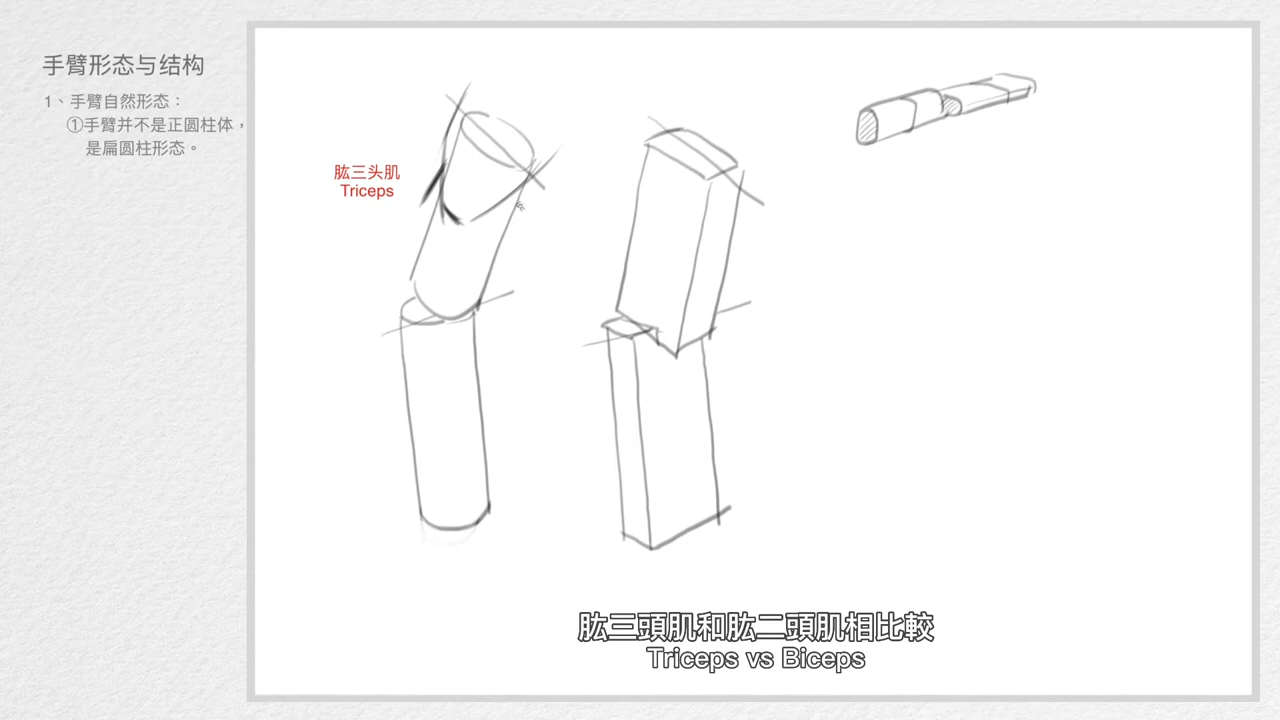 手臂形态与结构
1、手臂自然形态：
①手臂并不是正圆柱体，
是扁圆柱形态。
肱三头肌
Triceps
肱三頭肌和肱二頭肌相比較
Triceps vs Biceps